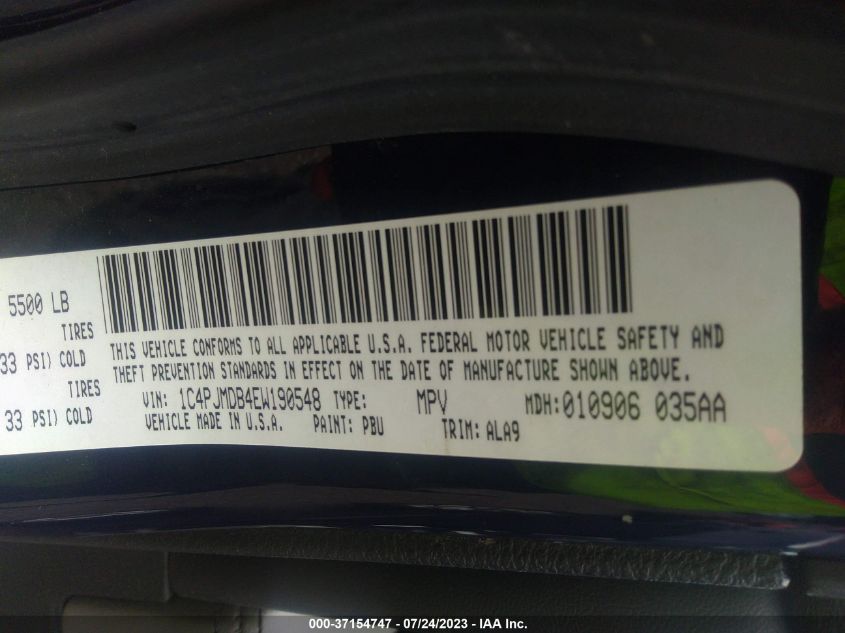 5500 LB
TIRES
33 PSI) COLD
TIRES
33 PSI) COLD
THIS VEHICLE CONFORMS TO ALL APPLICABLE U.S.A. FEDERAL MOTOR VEHICLE SAFETY AND
THEFT PREVENTION STANDARDS IN EFFECT ON THE DATE OF MANUFACTURE SHOWN ABOVE.
VIN: 1C4PJMDB4EW190548 TYPE: MPV MDH:010906 035AA
VEHICLE MADE IN U.S.A. PAINT: PBU TRIM: ALA9
000-37154747 / 07/24/2023 - IAA Inc.